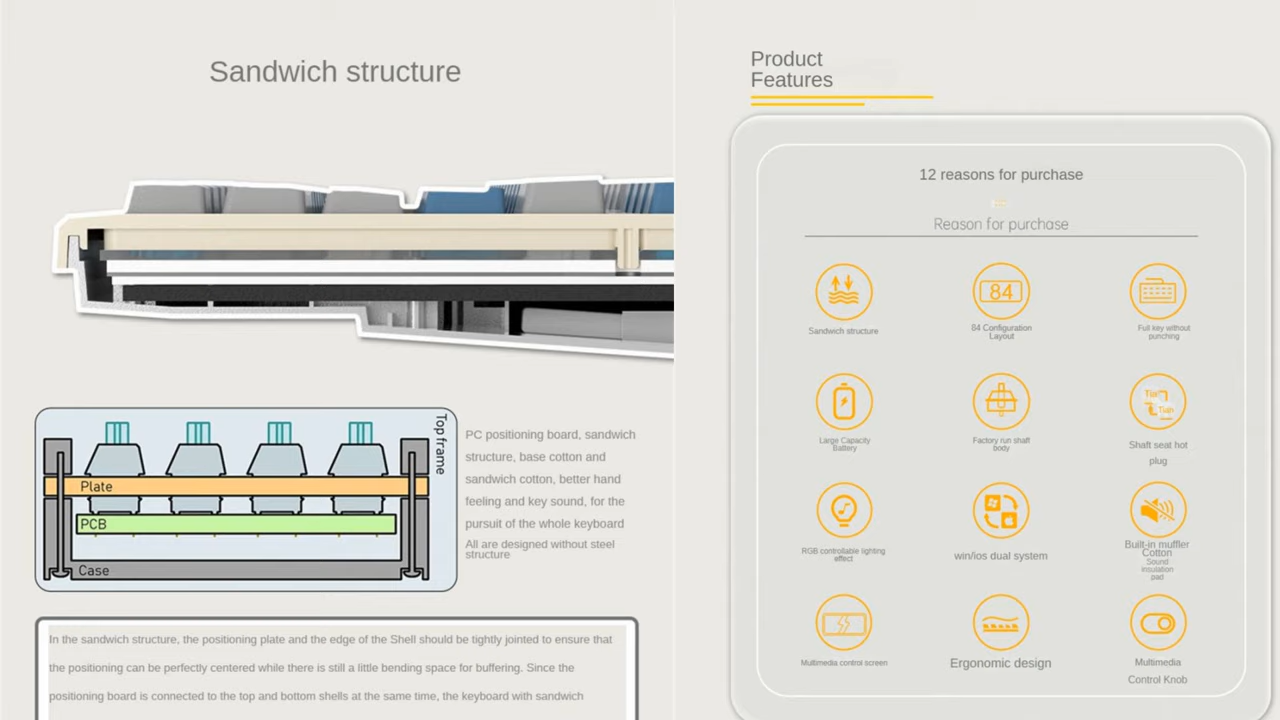 Sandwich structure
Top frame
Plate
PCB
Case
PC positioning board, sandwich
structure, base cotton and
sandwich cotton, better hand
feeling and key sound, for the
pursuit of the whole keyboard
All are designed without steel
structure
In the sandwich structure, the positioning plate and the edge of the Shell should be tightly jointed to ensure that
the positioning can be perfectly centered while there is still a little bending space for buffering. Since the
positioning board is connected to the top and bottom shells at the same time, the keyboard with sandwich
Product
Features
12 reasons for purchase
Reason for purchase
Sandwich structure
84
84 Configuration
Layout
Full key without
punching
Large Capacity
Battery
Factory run shaft
body
Tian
Tian
Shaft seat hot
plug
RGB controllable lighting
effect
win/ios dual system
Built-in muffler
Cotton
Sound
insulation
pad
Multimedia control screen
Ergonomic design
Multimedia
Control Knob